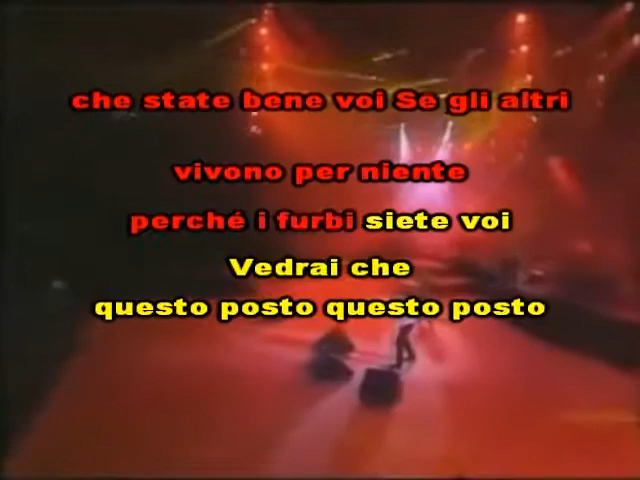 che state bene voi Se gli altri
vivono per niente
perché i furbi siete voi
Vedrai che
questo posto questo posto